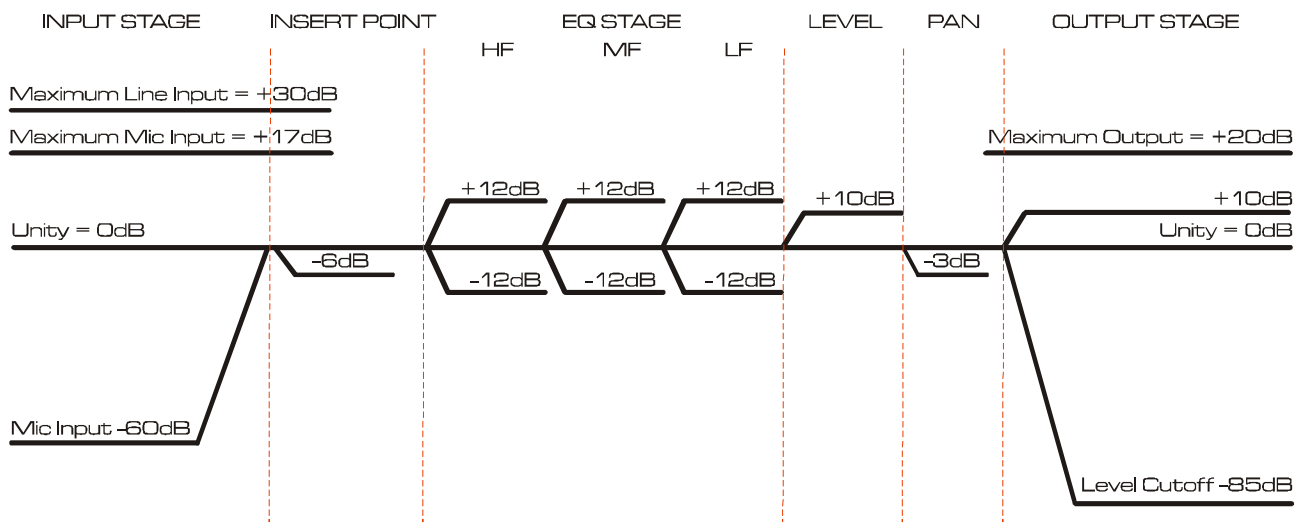 INPUT STAGE INSERT POINT EQ STAGE LEVEL PAN OUTPUT STAGE
HF MF LF
Maximum Line Input = +30dB
Maximum Mic Input = +17dB Maximum Output = +20dB
+12dB +12dB +12dB +10dB +10dB
Unity = 0dB Unity = 0dB
-6dB -3dB
-12dB -12dB -12dB
Mic Input -60dB
Level Cutoff -85dB